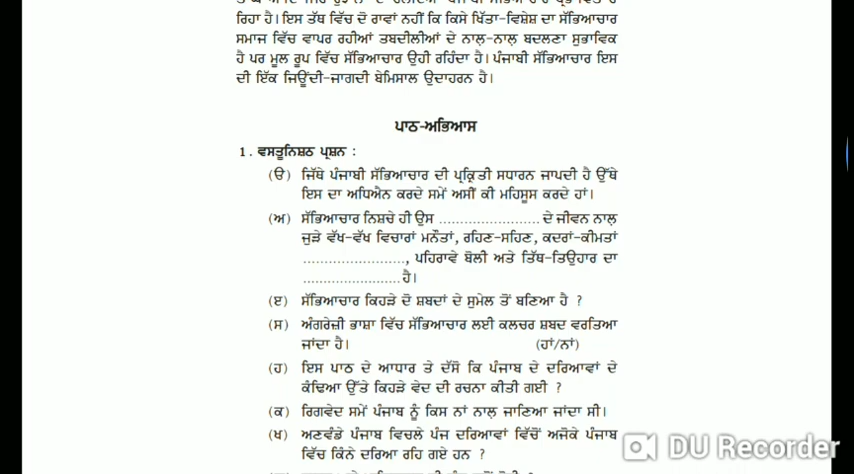 ਰਿਹਾ ਹੈ। ਇਸ ਤੱਥ ਵਿੱਚ ਦੋ ਰਾਵਾਂ ਨਹੀਂ ਕਿ ਕਿਸੇ ਖਿੱਤਾ-ਵਿਸ਼ੇਸ਼ ਦਾ ਸੱਭਿਆਚਾਰ
ਸਮਾਜ ਵਿੱਚ ਵਾਪਰ ਰਹੀਆਂ ਤਬਦੀਲੀਆਂ ਦੇ ਨਾਲ਼-ਨਾਲ਼ ਬਦਲਣਾ ਸੁਭਾਵਿਕ
ਹੈ ਪਰ ਮੂਲ ਰੂਪ ਵਿੱਚ ਸੱਭਿਆਚਾਰ ਉਹੀ ਰਹਿੰਦਾ ਹੈ। ਪੰਜਾਬੀ ਸੱਭਿਆਚਾਰ ਇਸ
ਦੀ ਇੱਕ ਜਿਊਂਦੀ-ਜਾਗਦੀ ਬੇਮਿਸਾਲ ਉਦਾਹਰਨ ਹੈ।
ਪਾਠ-ਅਭਿਆਸ
1. ਵਸਤੂਨਿਸ਼ਠ ਪ੍ਰਸ਼ਨ :
(ੳ) ਜਿੱਥੇ ਪੰਜਾਬੀ ਸੱਭਿਆਚਾਰ ਦੀ ਪ੍ਰਕ੍ਰਿਤੀ ਸਧਾਰਨ ਜਾਪਦੀ ਹੈ ਉੱਥੇ
ਇਸ ਦਾ ਅਧਿਐਨ ਕਰਦੇ ਸਮੇਂ ਅਸੀਂ ਕੀ ਮਹਿਸੂਸ ਕਰਦੇ ਹਾਂ।
(ਅ) ਸੱਭਿਆਚਾਰ ਨਿਸ਼ਚੇ ਹੀ ਉਸ ........................ ਦੇ ਜੀਵਨ ਨਾਲ਼
ਜੁੜੇ ਵੱਖ-ਵੱਖ ਵਿਚਾਰਾਂ ਮਨੌਤਾਂ, ਰਹਿਣ-ਸਹਿਣ, ਕਦਰਾਂ-ਕੀਮਤਾਂ
........................, ਪਹਿਰਾਵੇ ਬੋਲੀ ਅਤੇ ਤਿੱਥ-ਤਿਉਹਾਰ ਦਾ
....................... ਹੈ।
(ੲ) ਸੱਭਿਆਚਾਰ ਕਿਹੜੇ ਦੋ ਸ਼ਬਦਾਂ ਦੇ ਸੁਮੇਲ ਤੋਂ ਬਣਿਆ ਹੈ ?
(ਸ) ਅੰਗਰੇਜ਼ੀ ਭਾਸ਼ਾ ਵਿੱਚ ਸੱਭਿਆਚਾਰ ਲਈ ਕਲਚਰ ਸ਼ਬਦ ਵਰਤਿਆ
ਜਾਂਦਾ ਹੈ। (ਹਾਂ/ਨਾਂ)
(ਹ) ਇਸ ਪਾਠ ਦੇ ਆਧਾਰ ਤੇ ਦੱਸੋ ਕਿ ਪੰਜਾਬ ਦੇ ਦਰਿਆਵਾਂ ਦੇ
ਕੰਢਿਆ ਉੱਤੇ ਕਿਹੜੇ ਵੇਦ ਦੀ ਰਚਨਾ ਕੀਤੀ ਗਈ ?
(ਕ) ਰਿਗਵੇਦ ਸਮੇਂ ਪੰਜਾਬ ਨੂੰ ਕਿਸ ਨਾਂ ਨਾਲ਼ ਜਾਣਿਆ ਜਾਂਦਾ ਸੀ।
(ਖ) ਅਣਵੰਡੇ ਪੰਜਾਬ ਵਿਚਲੇ ਪੰਜ ਦਰਿਆਵਾਂ ਵਿੱਚੋਂ ਅਜੋਕੇ ਪੰਜਾਬ
ਵਿੱਚ ਕਿੰਨੇ ਦਰਿਆ ਰਹਿ ਗਏ ਹਨ ?
DU Recorder